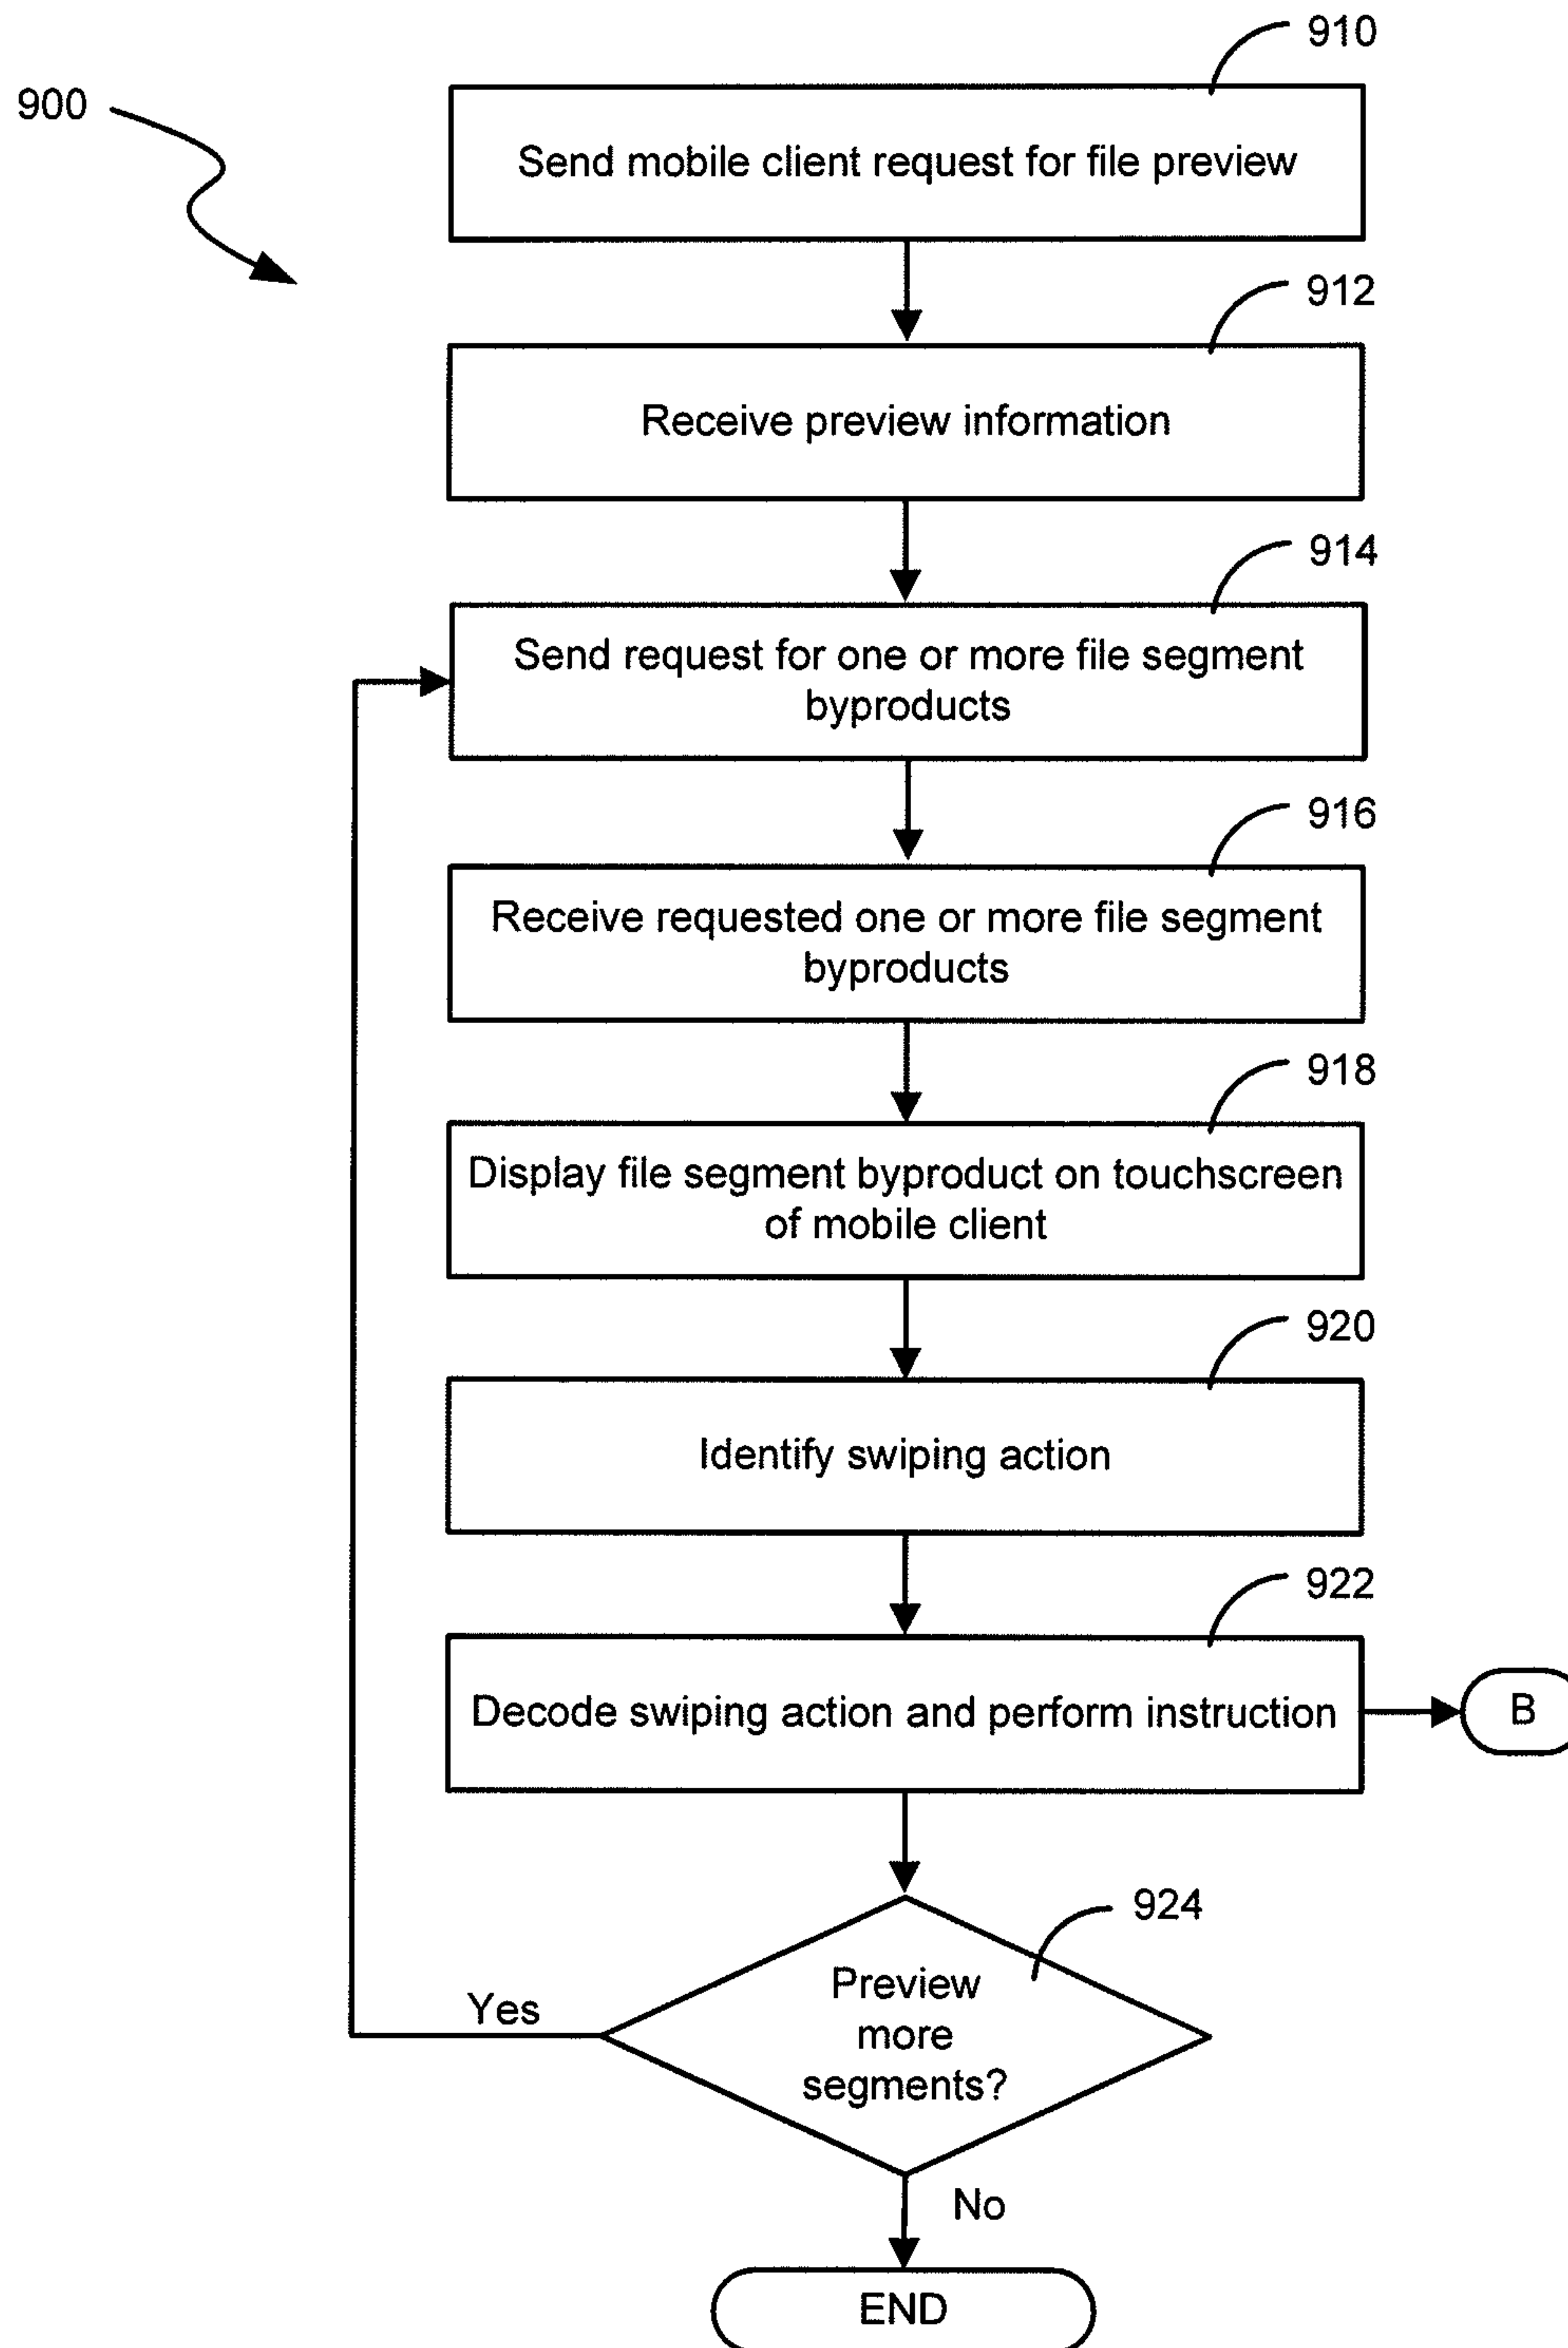 910
900
Send mobile client request for file preview
912
Receive preview information
914
Send request for one or more file segment
byproducts
916
Receive requested one or more file segment
byproducts
918
Display file segment byproduct on touchscreen
of mobile client
920
Identify swiping action
922
Decode swiping action and perform instruction
B
924
Preview
more
segments?
Yes
No
END